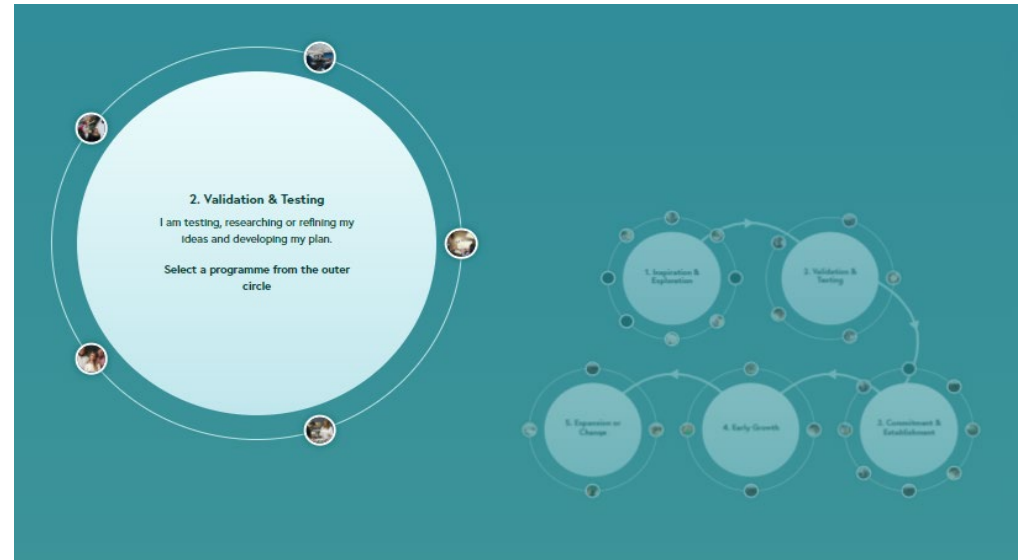 2. Validation & Testing
I am testing, researching or refining my
ideas and developing my plan.
Select a programme from the outer
circle
1. Inspiration &
Exploration
2. Validation &
Testing
5. Expansion or
Change
4. Early Growth
3. Commitment &
Establishment